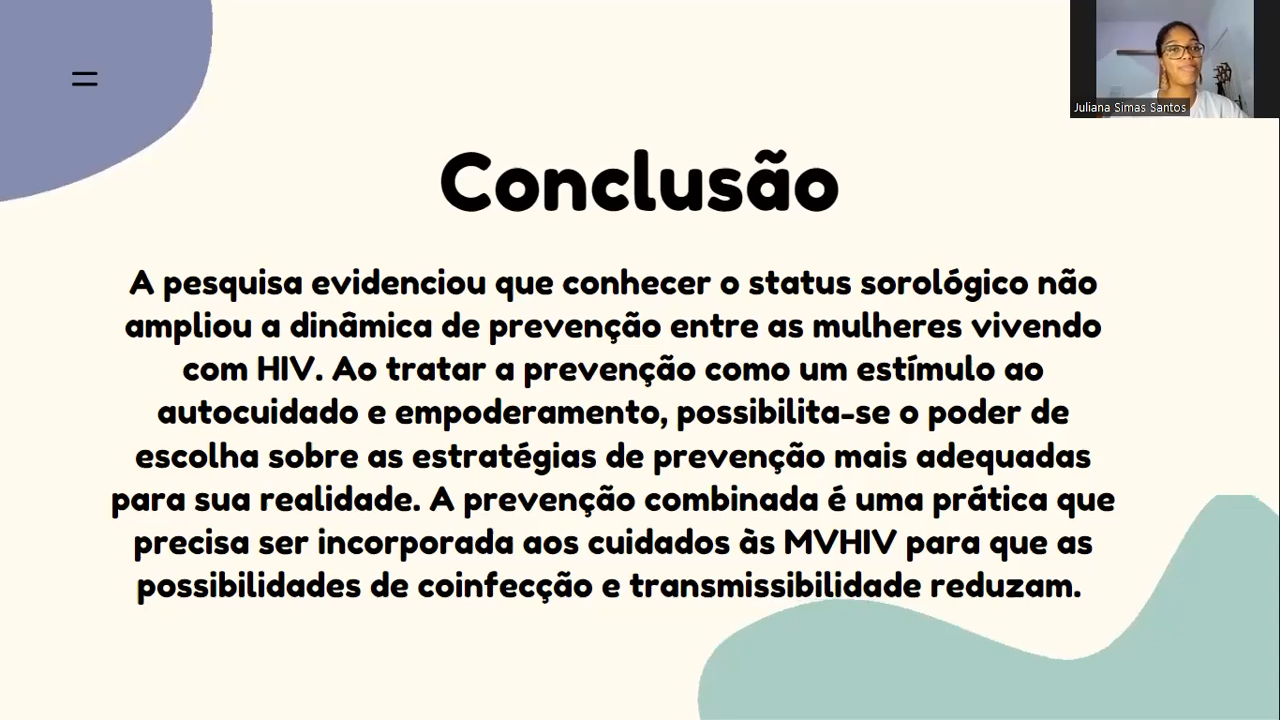 Juliana Simas Santos
Conclusão
A pesquisa evidenciou que conhecer o status sorológico não
ampliou a dinâmica de prevenção entre as mulheres vivendo
com HIV. Ao tratar a prevenção como um estímulo ao
autocuidado e empoderamento, possibilita-se o poder de
escolha sobre as estratégias de prevenção mais adequadas
para sua realidade. A prevenção combinada é uma prática que
precisa ser incorporada aos cuidados às MVHIV para que as
possibilidades de coinfecção e transmissibilidade reduzam.